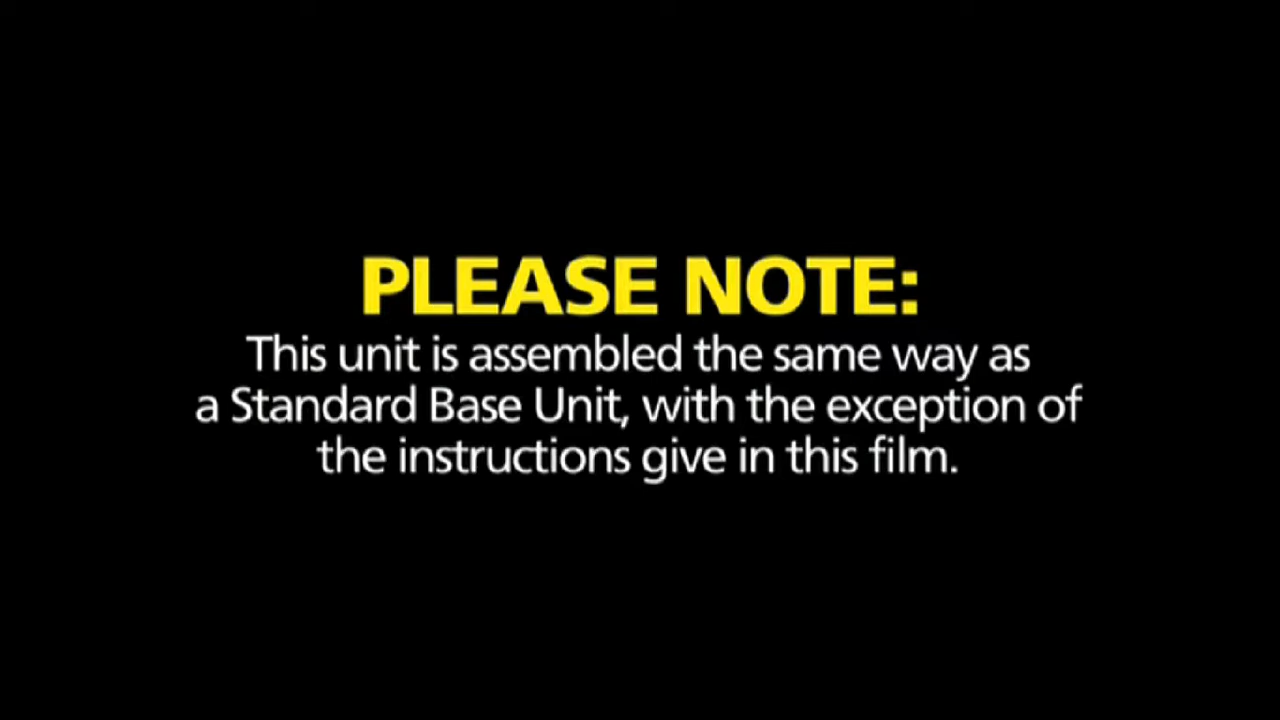 PLEASE NOTE:
This unit is assembled the same way as
a Standard Base Unit, with the exception of
the instructions give in this film.